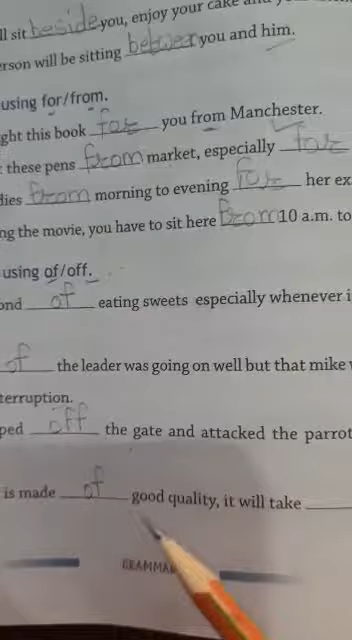 ll sit beside you, enjoy your cake and your
erson will be sitting between you and him.
using for/from.
ght this book for you from Manchester.
these pens from market, especially for
dies from morning to evening for her ex
ng the movie, you have to sit here from 10 a.m. to
using of/off.
ond of eating sweets especially whenever i
of the leader was going on well but that mike
terruption.
ped off the gate and attacked the parrot
is made of good quality, it will take
GRAMMA